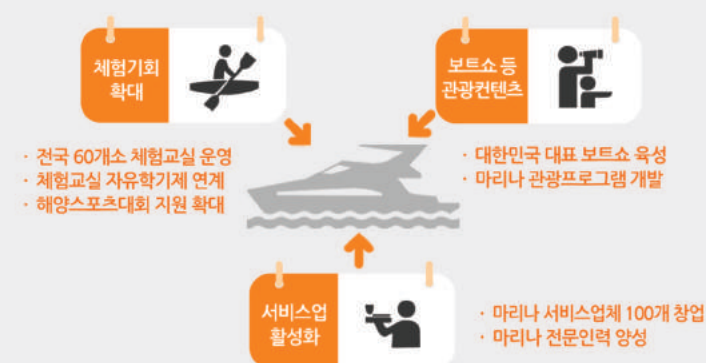 체험기회
확대
· 전국 60개소 체험교실 운영
· 체험교실 자유학기제 연계
· 해양스포츠대회 지원 확대
보트쇼 등
관광컨텐츠
· 대한민국 대표 보트쇼 육성
· 마리나 관광프로그램 개발
서비스업
활성화
· 마리나 서비스업체 100개 창업
· 마리나 전문인력 양성